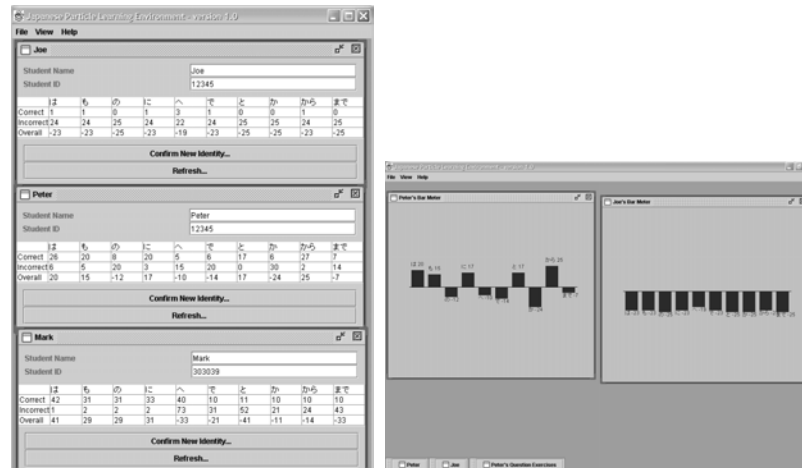 Japanese Particle Learning Environment - version 1.0
File View Help
Joe
Student Name Joe
Student ID 12345
は も の に へ で と か から まで
Correct 1 1 0 1 3 1 0 0 1 0
Incorrect 24 24 25 24 22 24 25 25 24 25
Overall -23 -23 -25 -23 -19 -23 -25 -25 -23 -25
Confirm New Identity...
Refresh...
Peter
Student Name Peter
Student ID 12345
は も の に へ で と か から まで
Correct 26 20 8 20 5 6 17 6 27 7
Incorrect 6 5 20 3 15 20 0 30 2 14
Overall 20 15 -12 17 -10 -14 17 -24 25 -7
Confirm New Identity...
Refresh...
Mark
Student Name Mark
Student ID 303039
は も の に へ で と か から まで
Correct 42 31 31 33 40 10 11 10 10 10
Incorrect 1 2 2 2 73 31 52 21 24 43
Overall 41 29 29 31 -33 -21 -41 -11 -14 -33
Confirm New Identity...
Refresh...
Japanese Particle Learning Environment - version 1.0
File View Help
Peter's Bar Meter
Joe's Bar Meter
Peter
Joe
Peter's Question Exercises